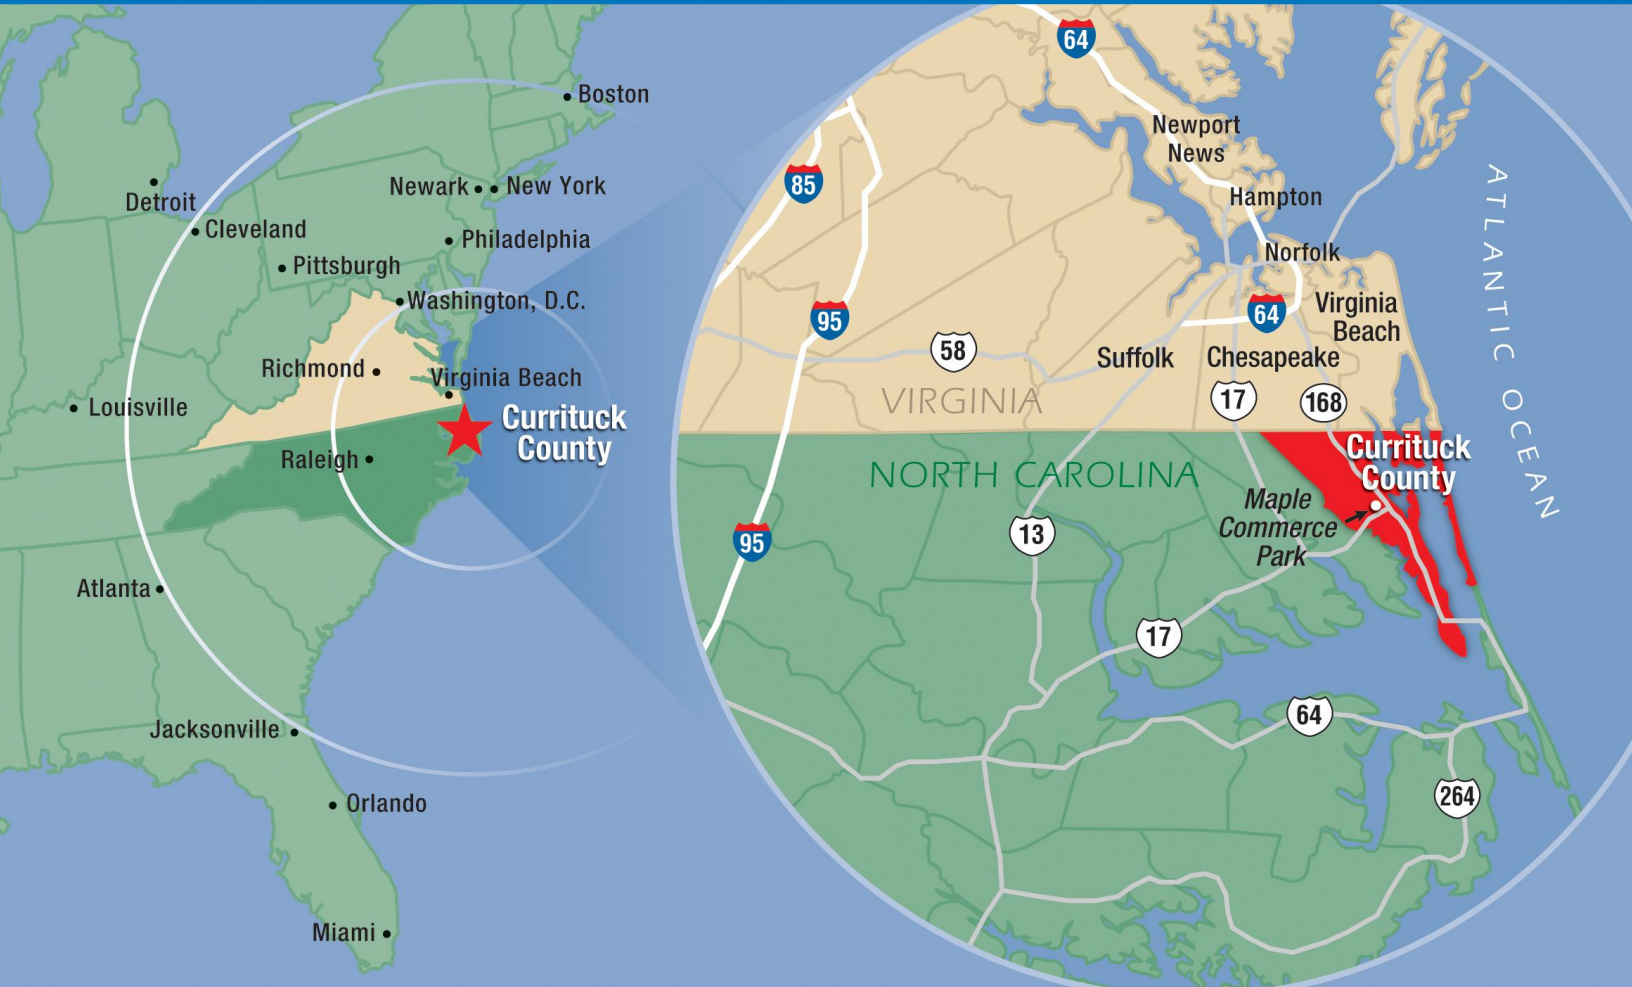 Boston
Detroit
Newark
New York
Cleveland
Philadelphia
Pittsburgh
Washington, D.C.
Richmond
Virginia Beach
Louisville
Currituck
County
Raleigh
Atlanta
Jacksonville
Orlando
Miami
64
Newport
News
85
Hampton
Norfolk
95
64
Virginia
Beach
58
Suffolk
Chesapeake
VIRGINIA
17
168
ATLANTIC OCEAN
Currituck
County
NORTH CAROLINA
Maple
Commerce
Park
13
95
17
64
264